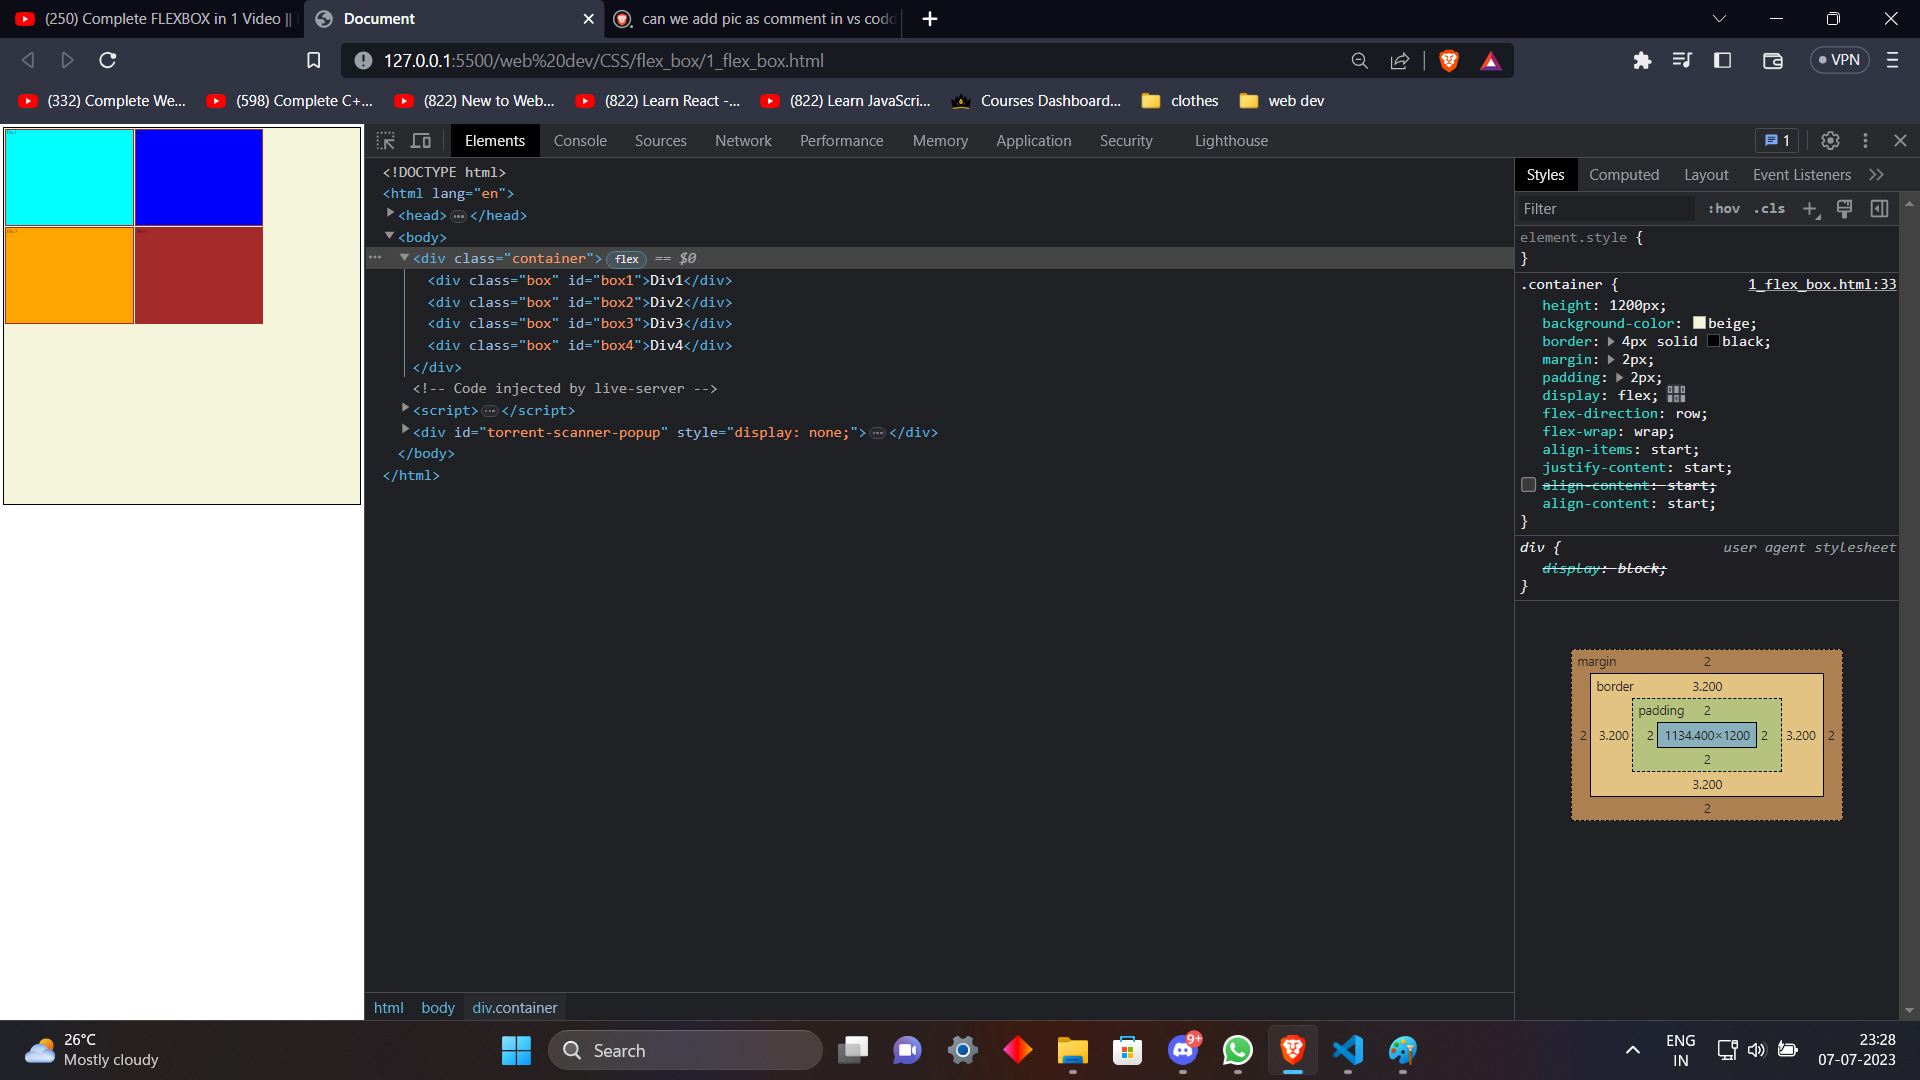 (250) Complete FLEXBOX in 1 Video ||
Document
can we add pic as comment in vs cod
127.0.0.1:5500/web%20dev/CSS/flex_box/1_flex_box.html
VPN
(332) Complete We...
(598) Complete C+...
(822) New to Web...
(822) Learn React -...
(822) Learn JavaScri...
Courses Dashboard...
clothes
web dev
Elements
Console
Sources
Network
Performance
Memory
Application
Security
Lighthouse
1
<!DOCTYPE html>
<html lang="en">
<head>…</head>
<body>
<div class="container"> flex == $0
<div class="box" id="box1">Div1</div>
<div class="box" id="box2">Div2</div>
<div class="box" id="box3">Div3</div>
<div class="box" id="box4">Div4</div>
</div>
<!-- Code injected by live-server -->
<script>…</script>
<div id="torrent-scanner-popup" style="display: none;">…</div>
</body>
</html>
html body div.container
Styles Computed Layout Event Listeners
Filter
:hov .cls
element.style {
}
.container { 1_flex_box.html:33
height: 1200px;
background-color: beige;
border: 4px solid black;
margin: 2px;
padding: 2px;
display: flex;
flex-direction: row;
flex-wrap: wrap;
align-items: start;
justify-content: start;
align-content: start;
align-content: start;
}
div { user agent stylesheet
display: block;
}
margin 2
border 3.200
padding 2
2 3.200 2 1134.400×1200 2 3.200 2
2
3.200
2
26°C
Mostly cloudy
Search
9+
ENG
IN
23:28
07-07-2023